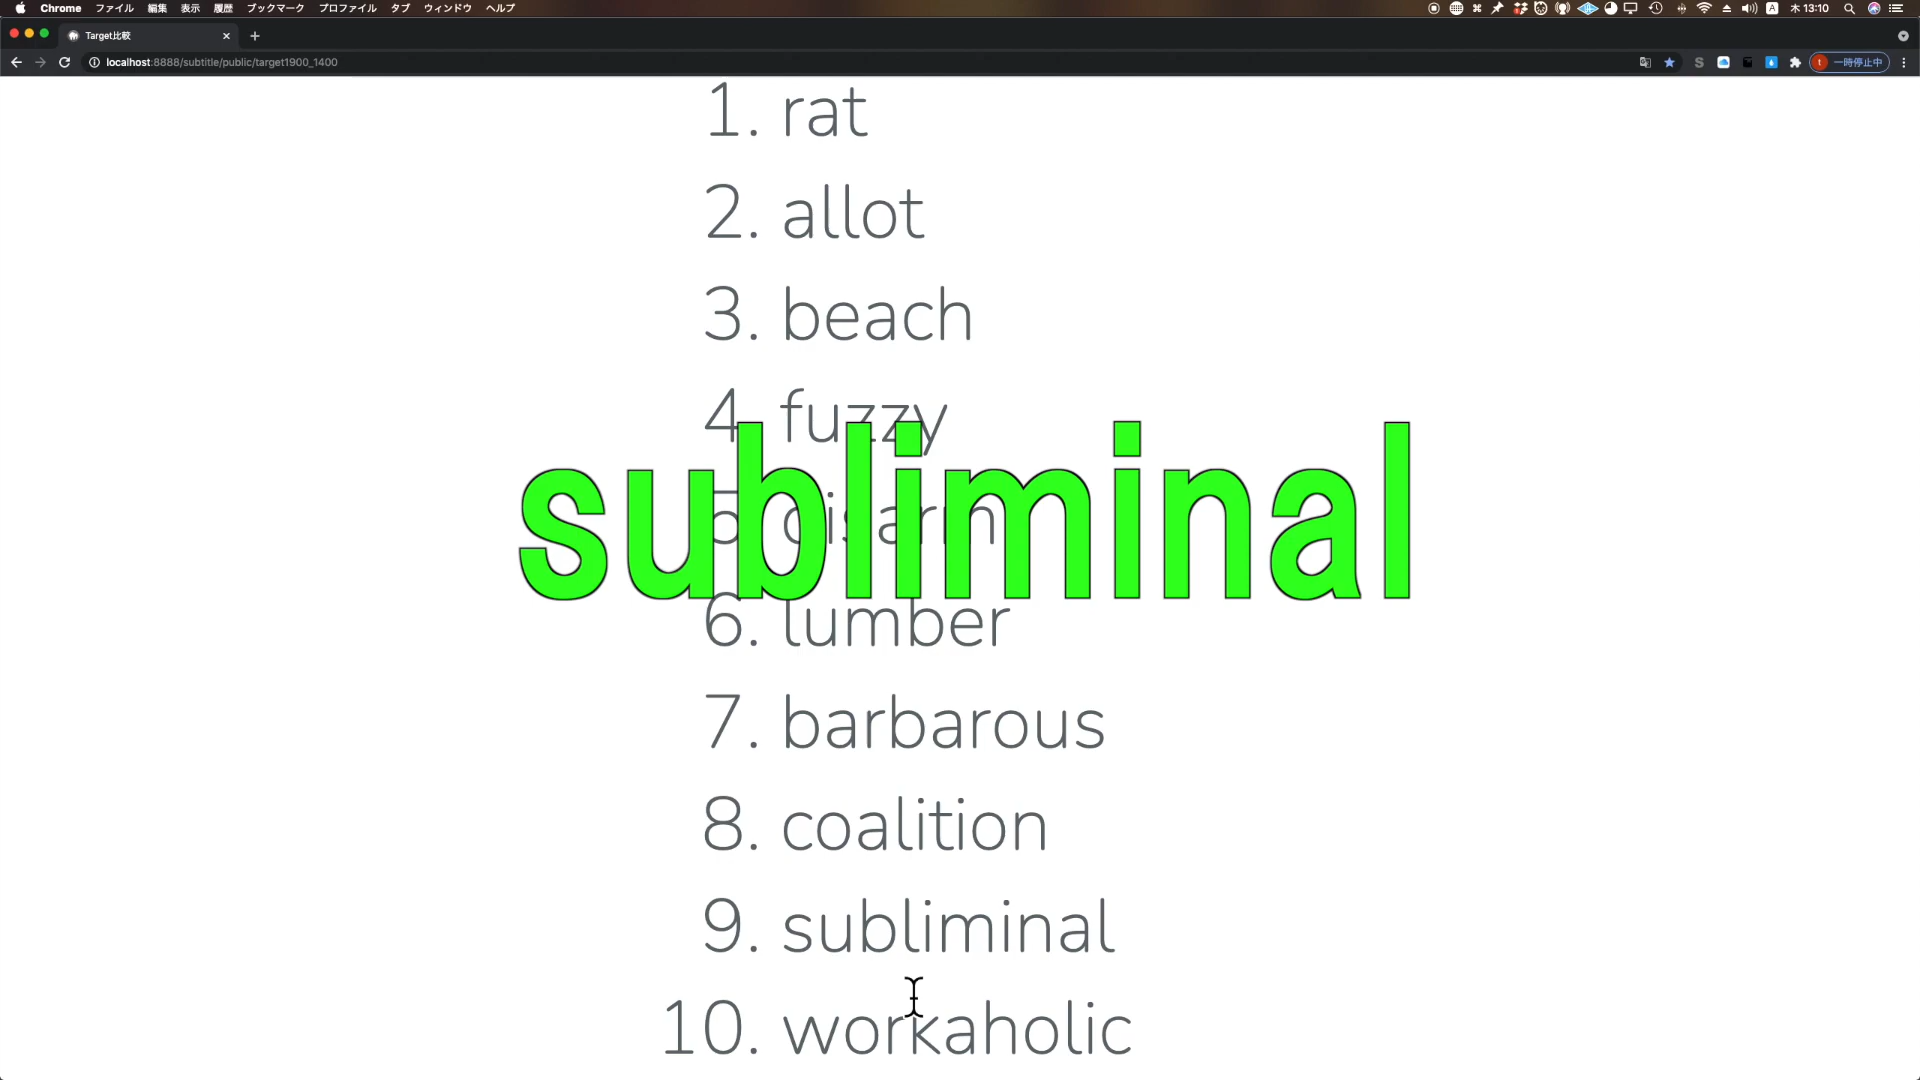 Chrome ファイル 編集 表示 履歴 ブックマーク プロファイル タブ ウィンドウ ヘルプ A 木13:10
Target比較
localhost:8888/subtitle/public/target1900_1400 S t 一時停止中
1. rat
2. allot
3. beach
4. fuzzy
subliminal
5. disarm
6. lumber
7. barbarous
8. coalition
9. subliminal
10. workaholic